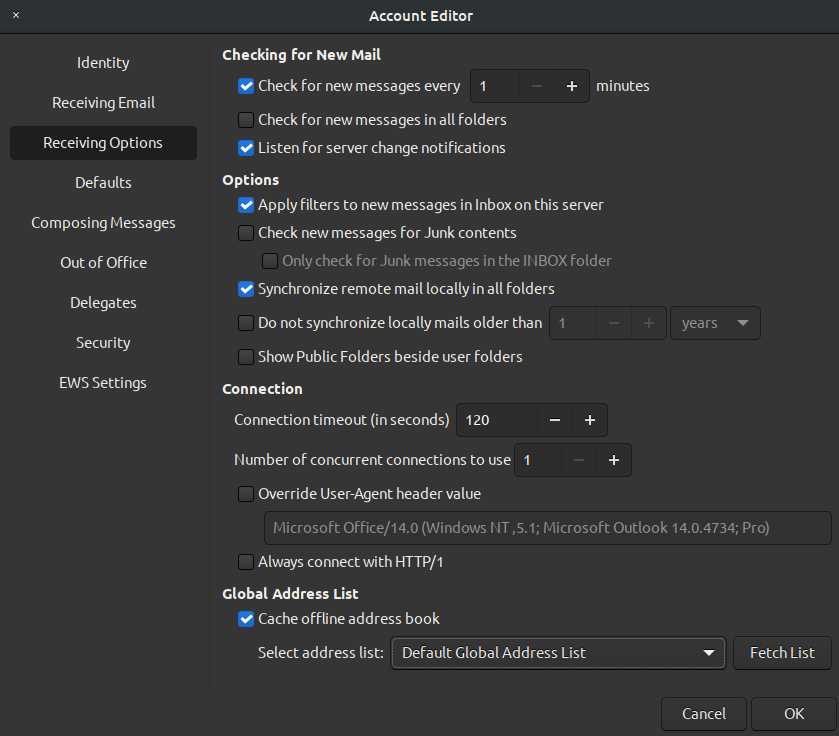 Account Editor
Identity
Receiving Email
Receiving Options
Defaults
Composing Messages
Out of Office
Delegates
Security
EWS Settings
Checking for New Mail
Check for new messages every 1 − + minutes
Check for new messages in all folders
Listen for server change notifications
Options
Apply filters to new messages in Inbox on this server
Check new messages for Junk contents
Only check for Junk messages in the INBOX folder
Synchronize remote mail locally in all folders
Do not synchronize locally mails older than 1 − + years
Show Public Folders beside user folders
Connection
Connection timeout (in seconds) 120 − +
Number of concurrent connections to use 1 − +
Override User-Agent header value
Microsoft Office/14.0 (Windows NT ,5.1; Microsoft Outlook 14.0.4734; Pro)
Always connect with HTTP/1
Global Address List
Cache offline address book
Select address list: Default Global Address List Fetch List
Cancel OK